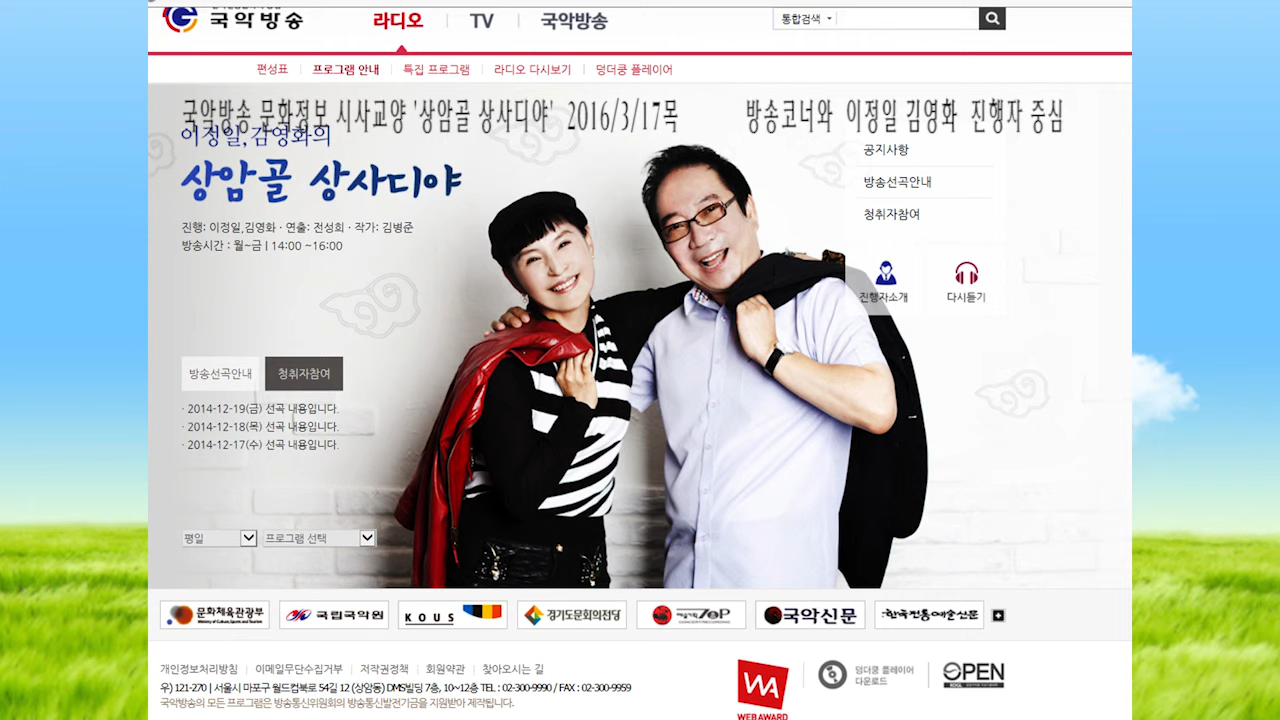 국악방송
라디오
TV
국악방송
통합검색
편성표
프로그램 안내
특집 프로그램
라디오 다시보기
덩더쿵 플레이어
국악방송 문화정보 시사교양 '상암골 상사디야' 2016/3/17목 방송코너와 이정일 김영화 진행자 중심
이정일,김영화의
상암골 상사디야
공지사항
방송선곡안내
청취자참여
진행: 이정일,김영화 · 연출: 전성희 · 작가: 김병준
방송시간 : 월~금 | 14:00 ~16:00
진행자소개
다시듣기
방송선곡안내
청취자참여
· 2014-12-19(금) 선곡 내용입니다.
· 2014-12-18(목) 선곡 내용입니다.
· 2014-12-17(수) 선곡 내용입니다.
평일
프로그램 선택
문화체육관광부
Ministry of Culture, Sports and Tourism
국립국악원
KOUS
경기도문화의전당
TOP
국악신문
한국전통예술신문
개인정보처리방침
이메일무단수집거부
저작권정책
회원약관
찾아오시는 길
우) 121-270 | 서울시 마포구 월드컵북로 54길 12 (상암동) DMS빌딩 7층, 10~12층 TEL : 02-300-9990 / FAX : 02-300-9959
국악방송의 모든 프로그램은 방송통신위원회의 방송통신발전기금을 지원받아 제작됩니다.
WA
WEB AWARD
덩더쿵 플레이어
다운로드
OPEN